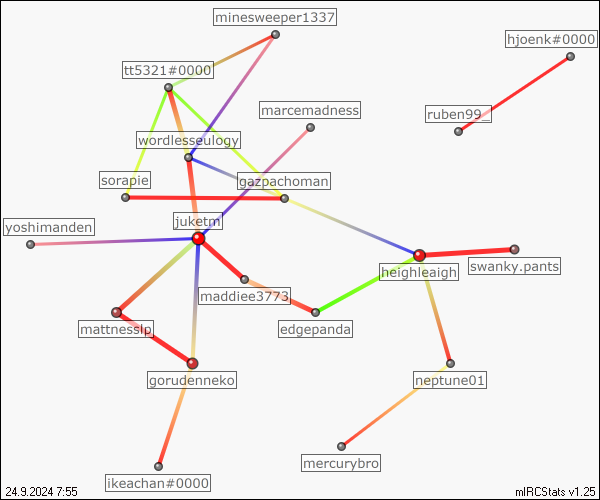 minesweeper1337
hjoenk#0000
tt5321#0000
marcemadness
ruben99_
wordlesseulogy
sorapie
gazpachoman
juketm
yoshimanden
heighleaigh
swanky.pants
maddiee3773
mattnesslp
edgepanda
gorudenneko
neptune01
mercurybro
ikeachan#0000
24.9.2024 7:55
mIRCStats v1.25